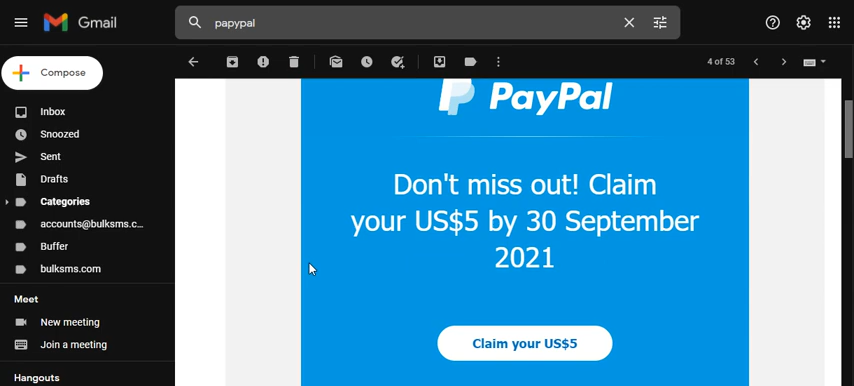 Gmail
papypal
Compose
4 of 53
Inbox
Snoozed
Sent
Drafts
Categories
accounts@bulksms.c...
Buffer
bulksms.com
Meet
New meeting
Join a meeting
Hangouts
PayPal
Don't miss out! Claim
your US$5 by 30 September
2021
Claim your US$5